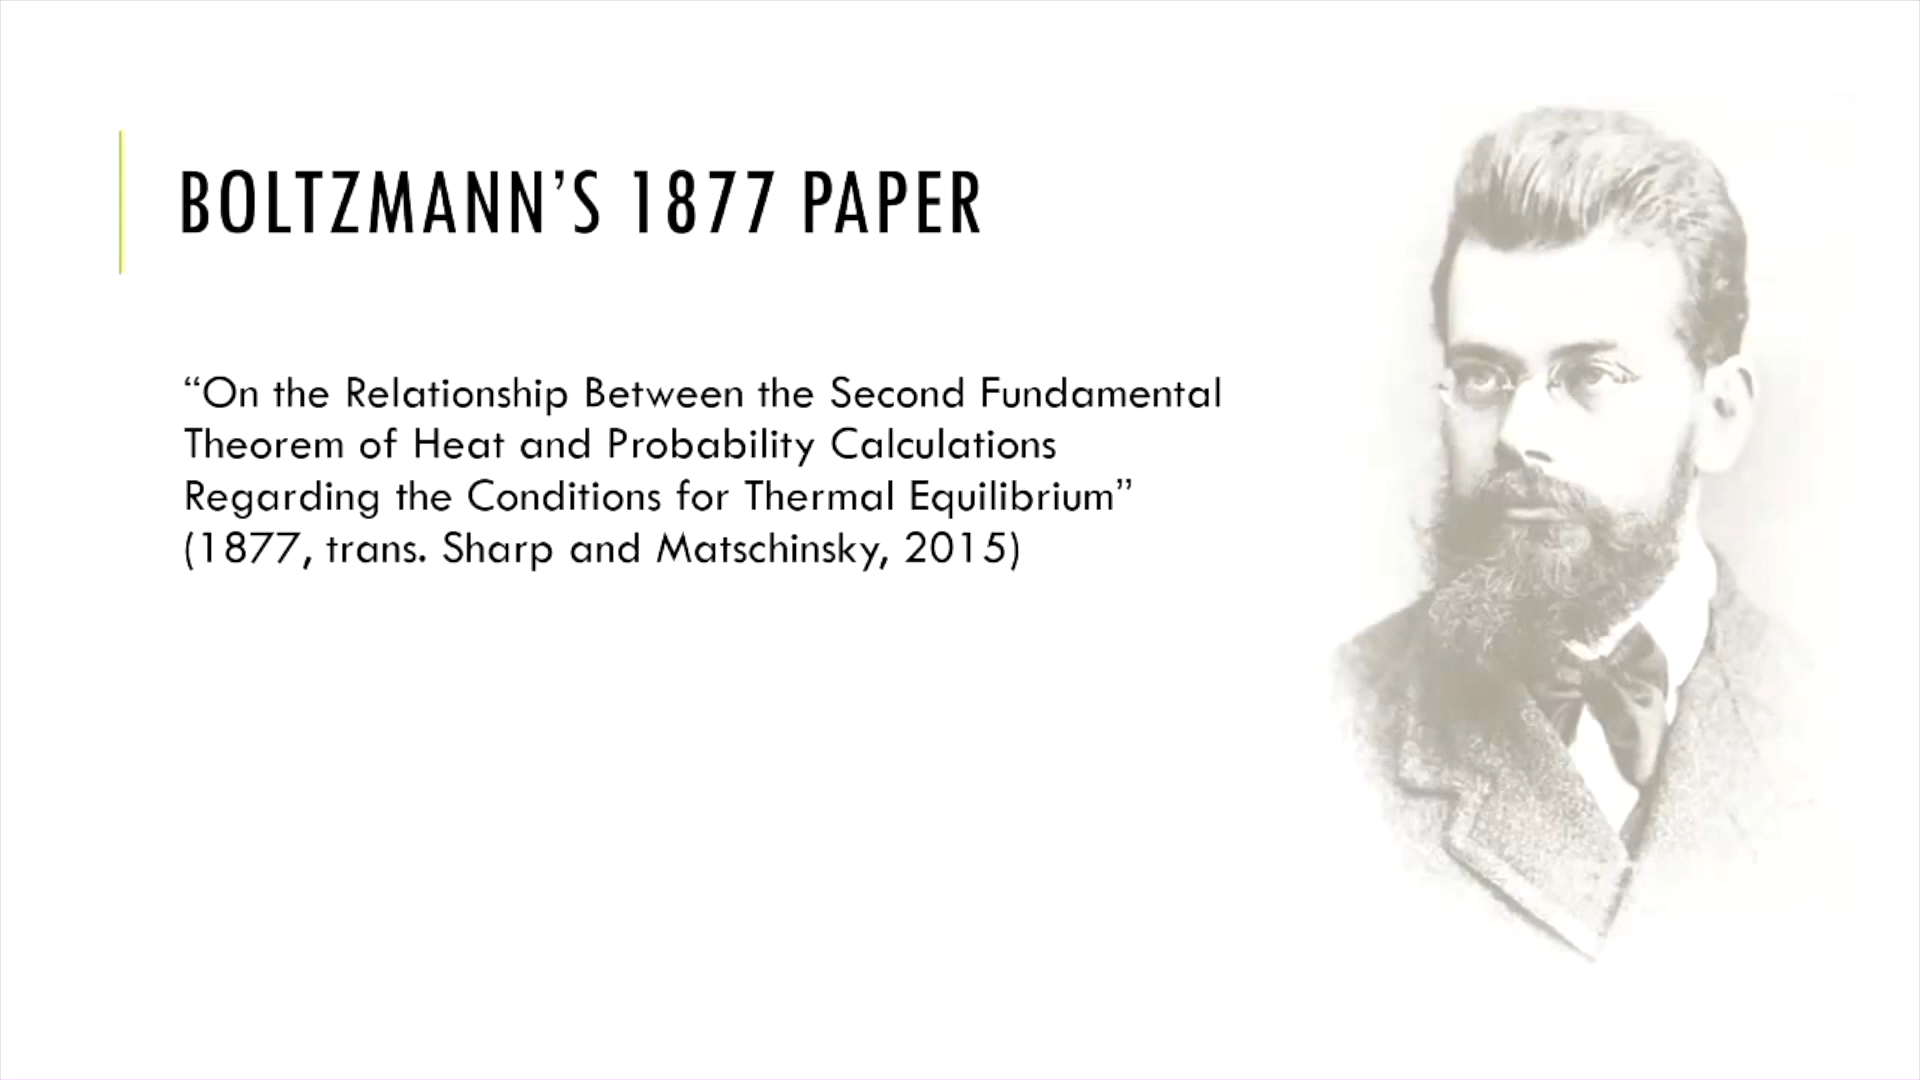 BOLTZMANN’S 1877 PAPER
“On the Relationship Between the Second Fundamental
Theorem of Heat and Probability Calculations
Regarding the Conditions for Thermal Equilibrium”
(1877, trans. Sharp and Matschinsky, 2015)